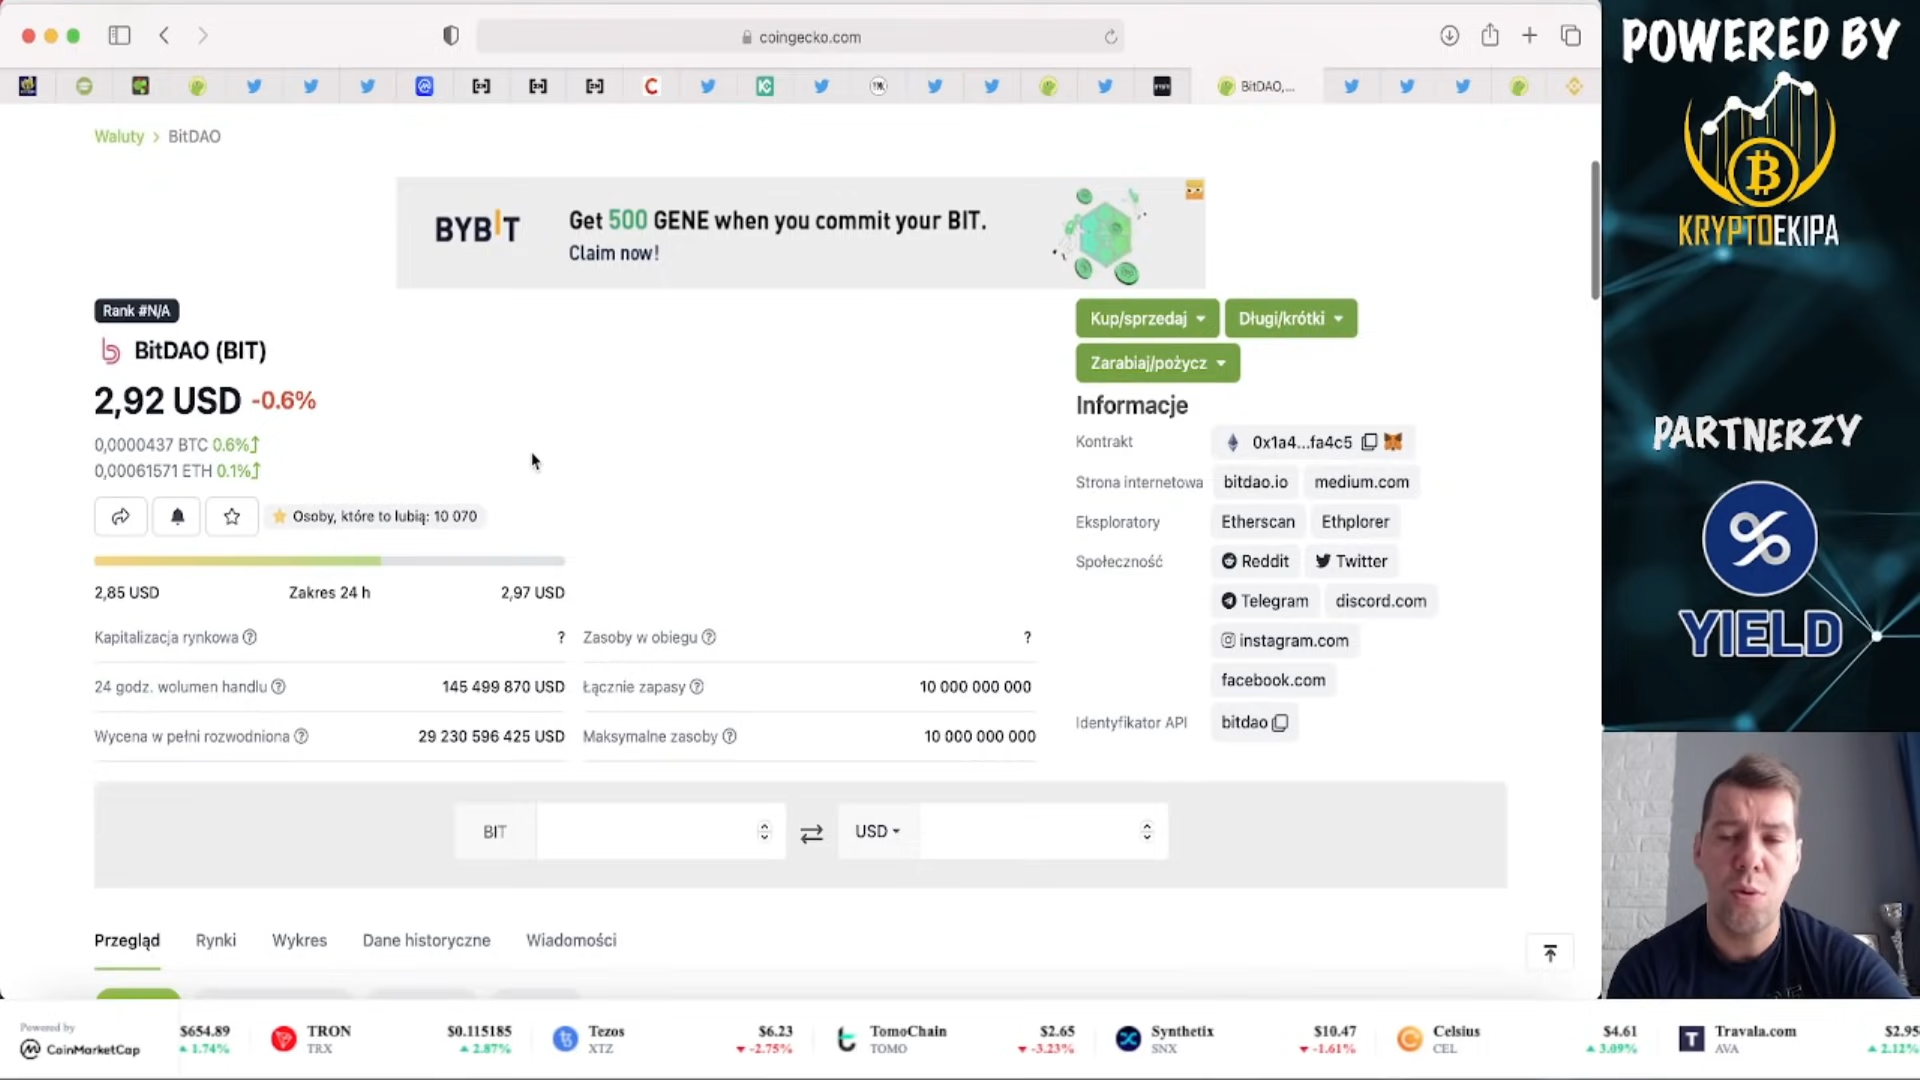 coingecko.com
BitDAO,...
Waluty > BitDAO
BYBIT
Get 500 GENE when you commit your BIT.
Claim now!
Rank #N/A
BitDAO (BIT)
2,92 USD -0.6%
0,0000437 BTC 0.6%
0,00061571 ETH 0.1%
Osoby, które to lubią: 10 070
2,85 USD Zakres 24 h 2,97 USD
Kapitalizacja rynkowa ?
Zasoby w obiegu ?
24 godz. wolumen handlu 145 499 870 USD
Łącznie zapasy 10 000 000 000
Wycena w pełni rozwodniona 29 230 596 425 USD
Maksymalne zasoby 10 000 000 000
Kup/sprzedaj
Długi/krótki
Zarabiaj/pożycz
Informacje
Kontrakt 0x1a4...fa4c5
Strona internetowa bitdao.io medium.com
Eksploratory Etherscan Ethplorer
Społeczność Reddit Twitter
Telegram discord.com
instagram.com
facebook.com
Identyfikator API bitdao
BIT USD
Przegląd Rynki Wykres Dane historyczne Wiadomości
POWERED BY
KRYPTOEKIPA
PARTNERZY
YIELD
Powered by
CoinMarketCap
$654.89
1.74%
TRON
TRX
$0.115185
2.87%
Tezos
XTZ
$6.23
-2.75%
TomoChain
TOMO
$2.65
-3.23%
Synthetix
SNX
$10.47
-1.61%
Celsius
CEL
$4.61
3.09%
Travala.com
AVA
$2.95
2.12%